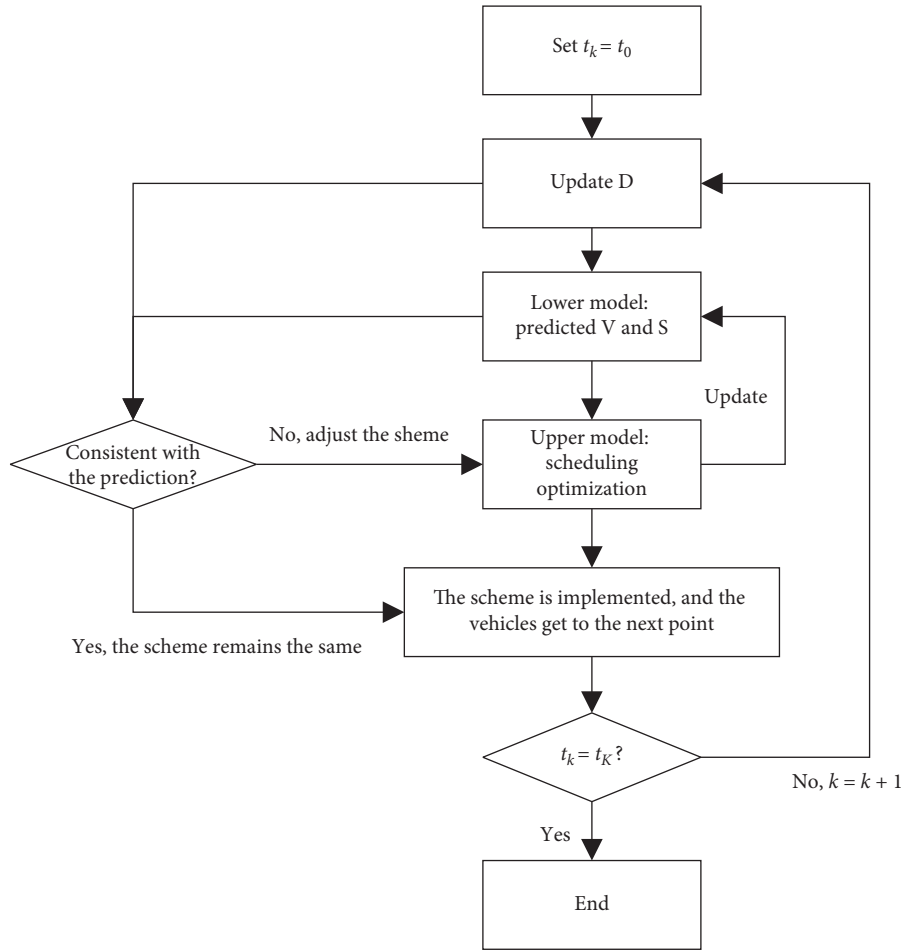 Set t_k = t_0
Update D
Lower model:
predicted V and S
Update
Consistent with
the prediction?
No, adjust the sheme
Upper model:
scheduling
optimization
The scheme is implemented, and the
vehicles get to the next point
Yes, the scheme remains the same
t_k = t_K?
No, k = k + 1
Yes
End